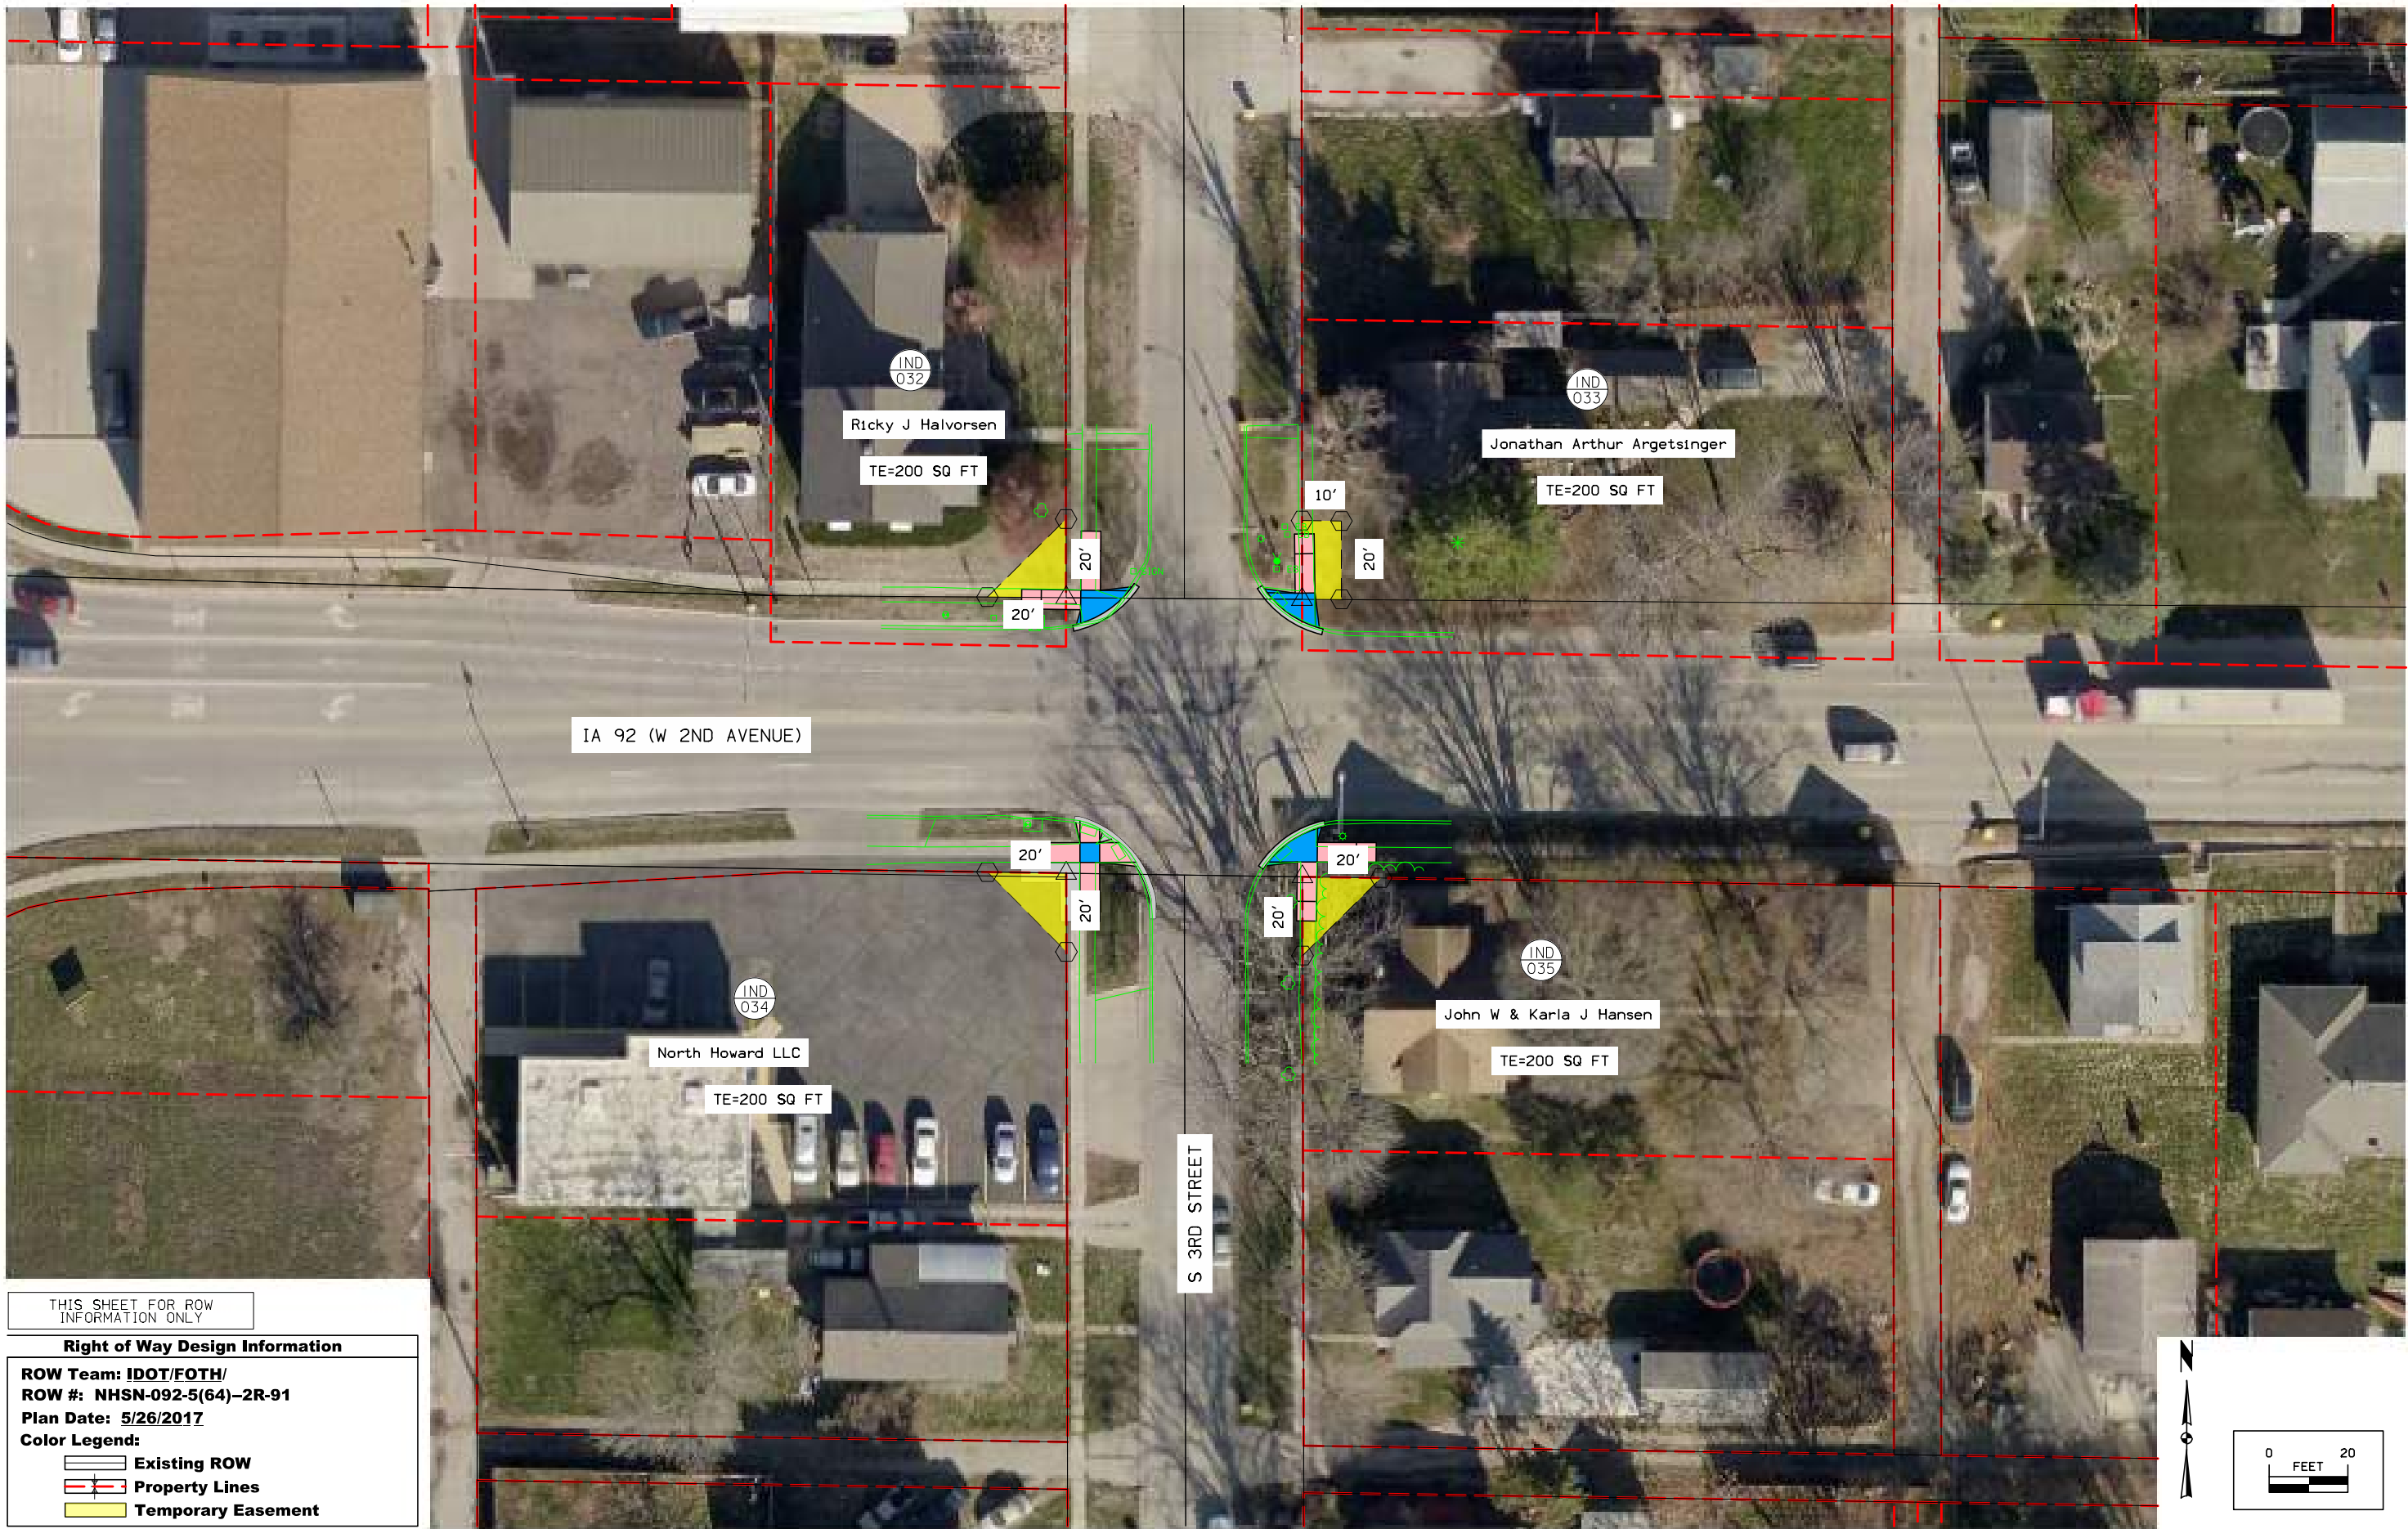 IND
032
Ricky J Halvorsen
TE=200 SQ FT
IND
033
Jonathan Arthur Argetsinger
TE=200 SQ FT
10'
20'
20'
20'
IA 92 (W 2ND AVENUE)
20'
20'
20'
20'
IND
034
North Howard LLC
TE=200 SQ FT
IND
035
John W & Karla J Hansen
TE=200 SQ FT
S 3RD STREET
THIS SHEET FOR ROW
INFORMATION ONLY
Right of Way Design Information
ROW Team: IDOT/FOTH/
ROW #: NHSN-092-5(64)--2R-91
Plan Date: 5/26/2017
Color Legend:
Existing ROW
Property Lines
Temporary Easement
N
0 20
FEET